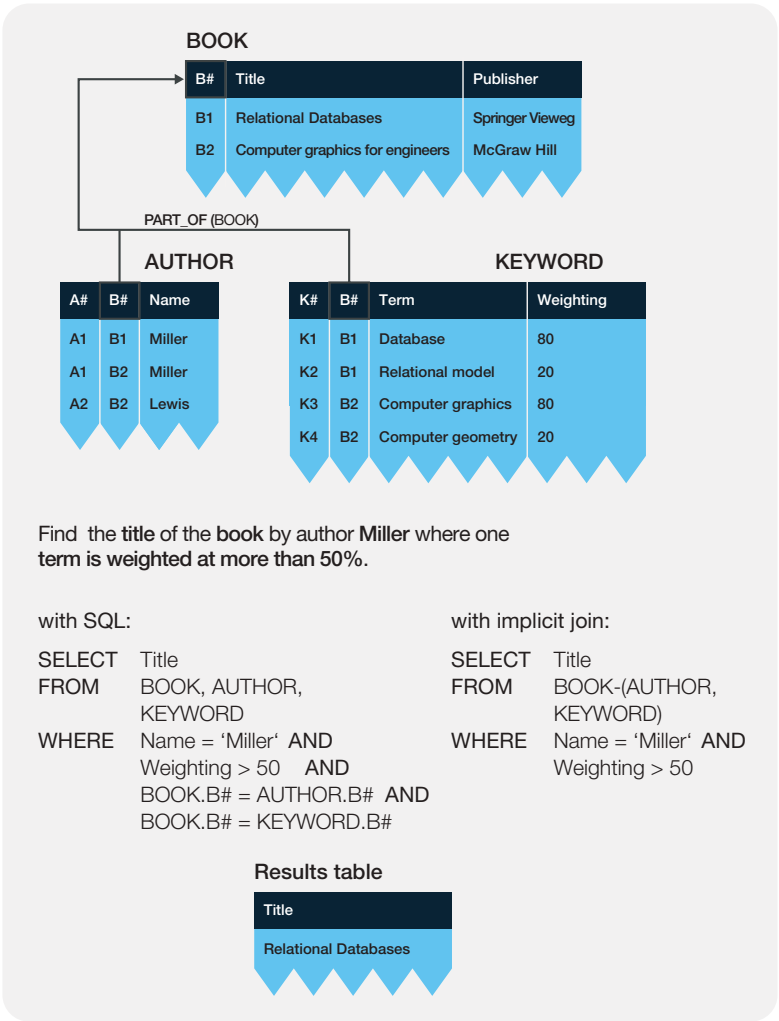 BOOK
B# Title Publisher
B1 Relational Databases Springer Vieweg
B2 Computer graphics for engineers McGraw Hill
PART_OF (BOOK)
AUTHOR
A# B# Name
A1 B1 Miller
A1 B2 Miller
A2 B2 Lewis
KEYWORD
K# B# Term Weighting
K1 B1 Database 80
K2 B1 Relational model 20
K3 B2 Computer graphics 80
K4 B2 Computer geometry 20
Find the title of the book by author Miller where one
term is weighted at more than 50%.
with SQL:
SELECT Title
FROM BOOK, AUTHOR,
KEYWORD
WHERE Name = ‘Miller‘ AND
Weighting > 50 AND
BOOK.B# = AUTHOR.B# AND
BOOK.B# = KEYWORD.B#
with implicit join:
SELECT Title
FROM BOOK-(AUTHOR,
KEYWORD)
WHERE Name = ‘Miller‘ AND
Weighting > 50
Results table
Title
Relational Databases